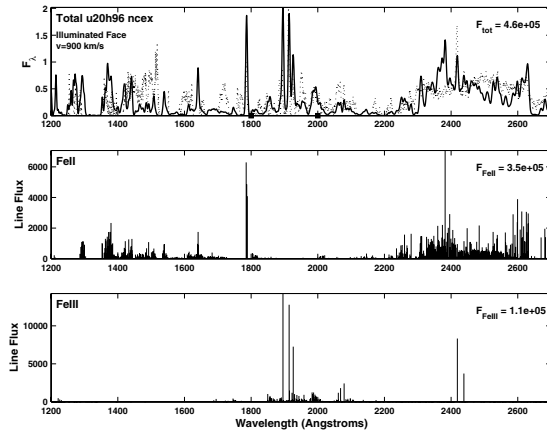 Total u20h96 ncex
Illuminated Face
v=900 km/s
F_tot = 4.6e+05
F_λ
2
1.5
1
0.5
0
1200 1400 1600 1800 2000 2200 2400 2600
FeII
F_FeII = 3.5e+05
Line Flux
6000
4000
2000
0
1200 1400 1600 1800 2000 2200 2400 2600
FeIII
F_FeIII = 1.1e+05
Line Flux
10000
5000
0
1200 1400 1600 1800 2000 2200 2400 2600
Wavelength (Angstroms)